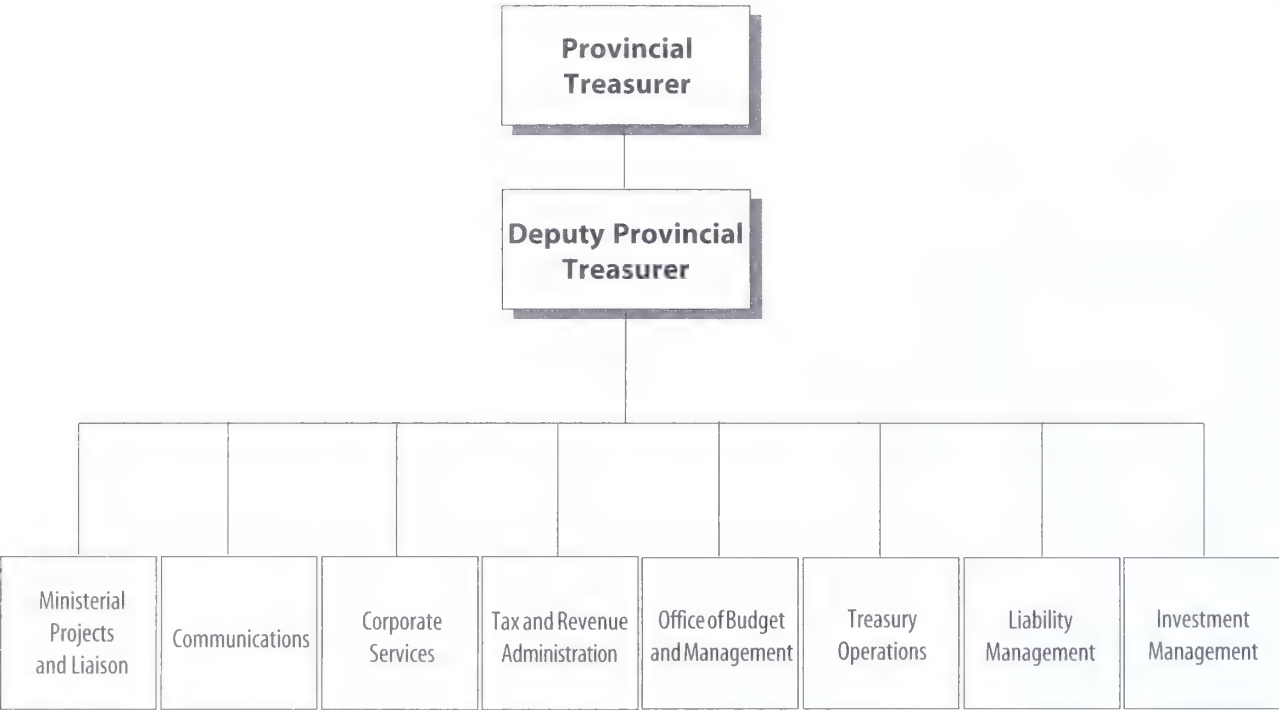 Provincial
Treasurer
Deputy Provincial
Treasurer
Ministerial
Projects
and Liaison
Communications
Corporate
Services
Tax and Revenue
Administration
Office of Budget
and Management
Treasury
Operations
Liability
Management
Investment
Management